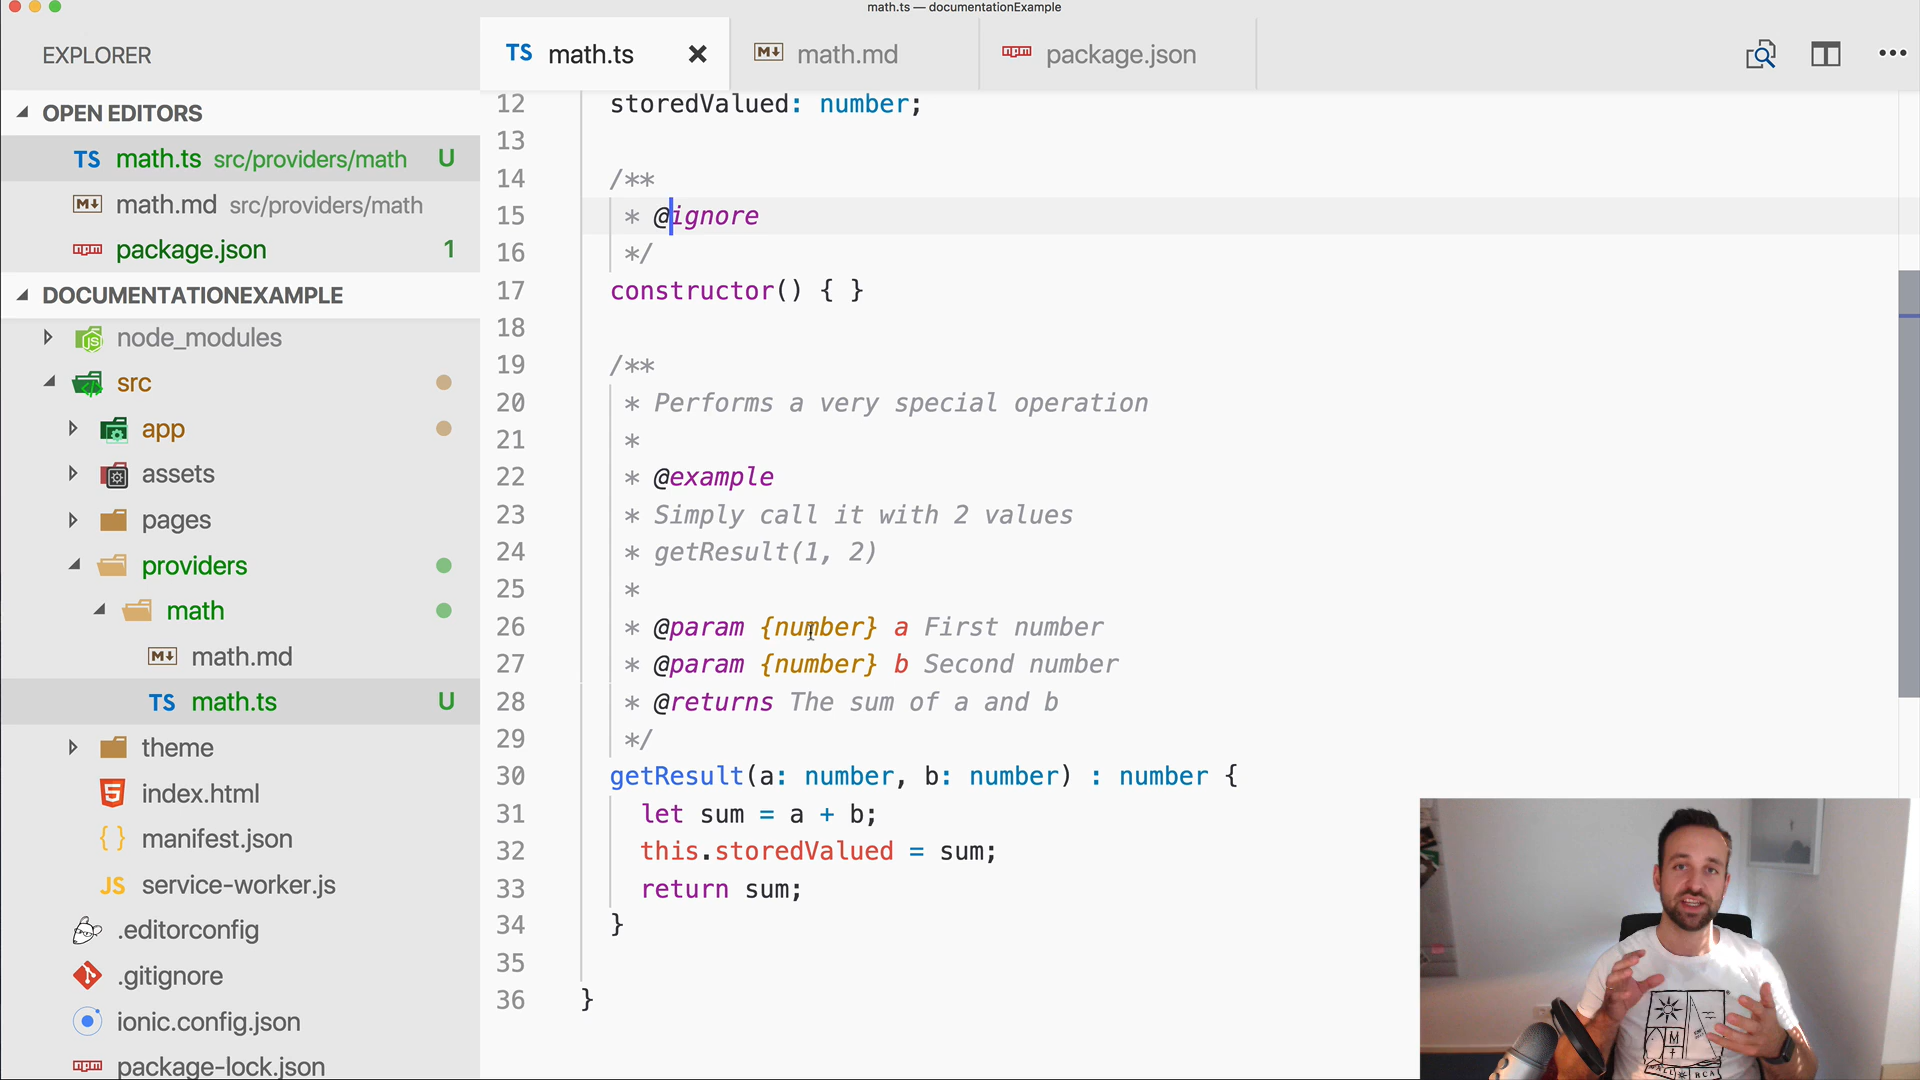 math.ts — documentationExample
EXPLORER
TS math.ts
math.md
package.json
OPEN EDITORS
TS math.ts src/providers/math U
math.md src/providers/math
package.json 1
DOCUMENTATIONEXAMPLE
node_modules
src
app
assets
pages
providers
math
math.md
TS math.ts U
theme
index.html
manifest.json
JS service-worker.js
.editorconfig
.gitignore
ionic.config.json
package-lock.json
12 storedValued: number;
13
14 /**
15 * @ignore
16 */
17 constructor() { }
18
19 /**
20 * Performs a very special operation
21 *
22 * @example
23 * Simply call it with 2 values
24 * getResult(1, 2)
25 *
26 * @param {number} a First number
27 * @param {number} b Second number
28 * @returns The sum of a and b
29 */
30 getResult(a: number, b: number) : number {
31 let sum = a + b;
32 this.storedValued = sum;
33 return sum;
34 }
35
36 }